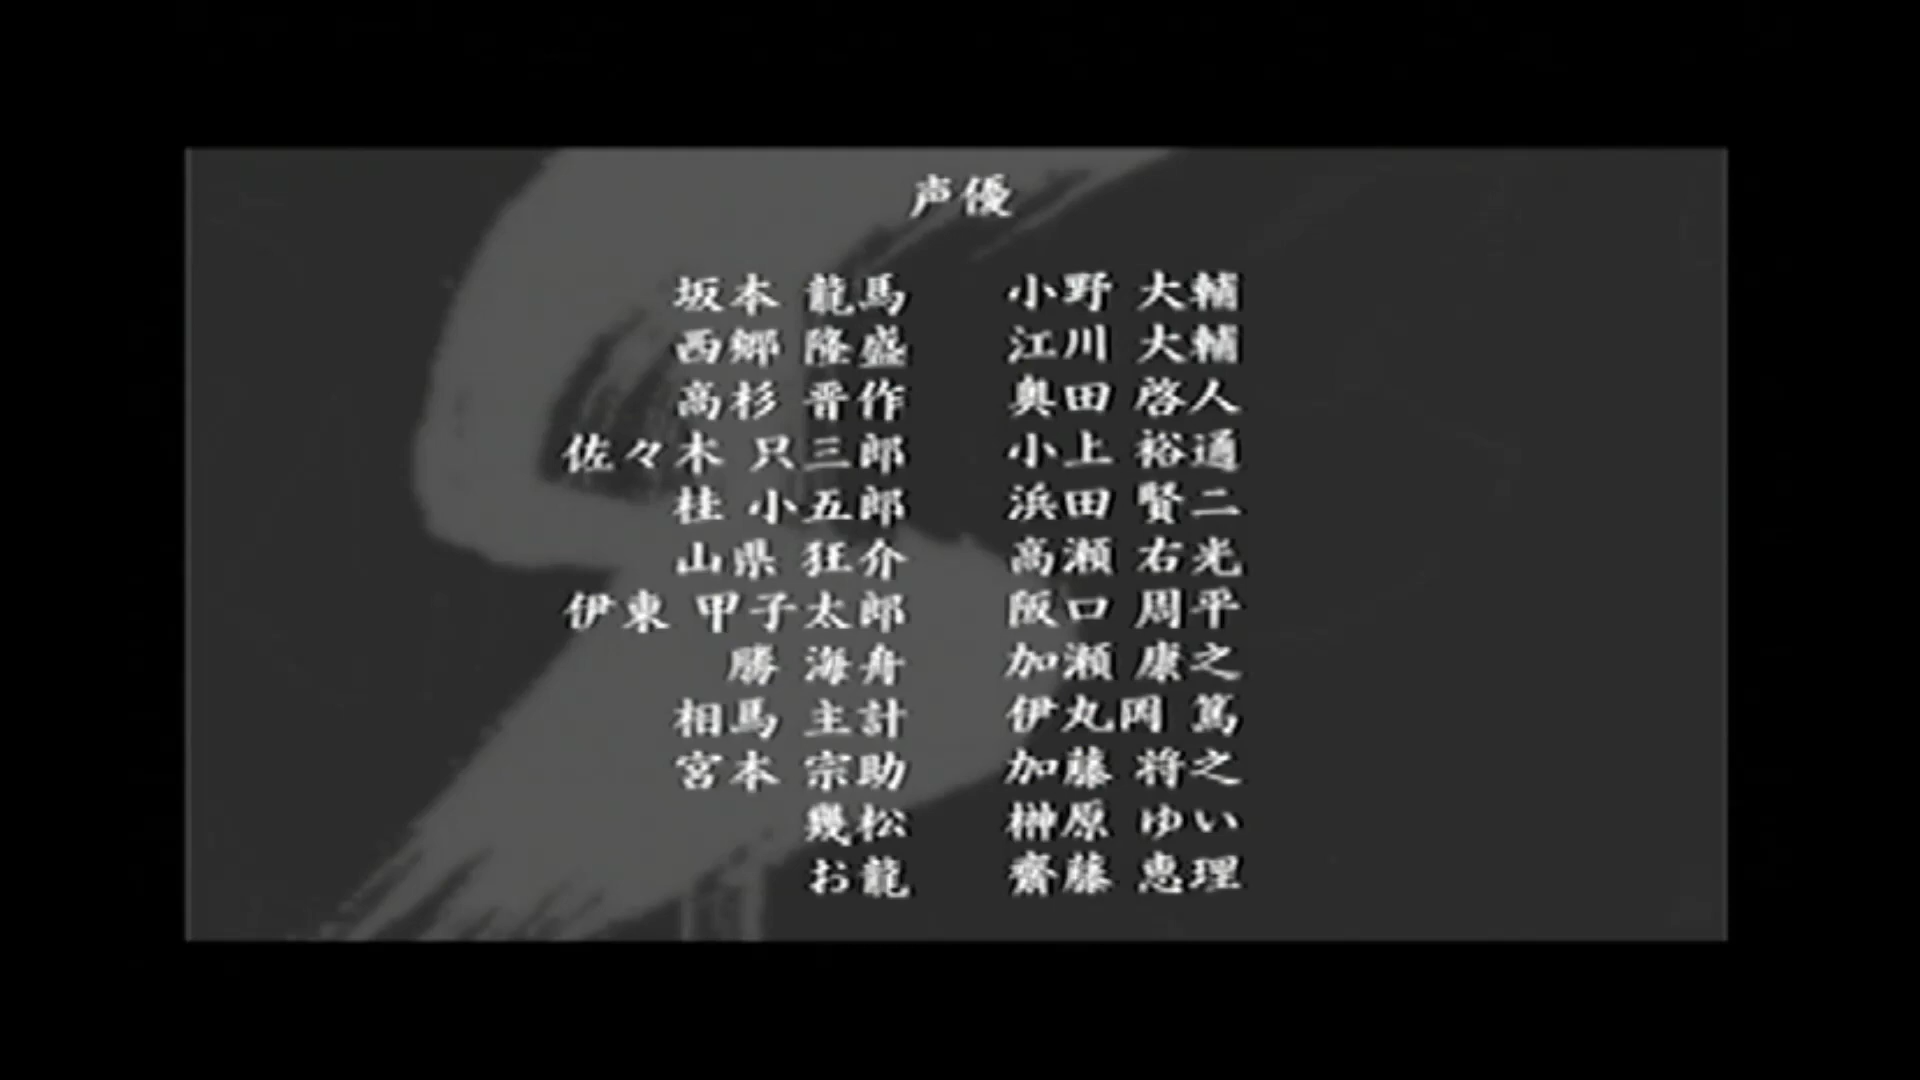 声優
坂本 龍馬 小野 大輔
西郷 隆盛 江川 大輔
高杉 晋作 奥田 啓人
佐々木 只三郎 小上 裕通
桂 小五郎 浜田 賢二
山県 狂介 高瀬 右光
伊東 甲子太郎 阪口 周平
勝 海舟 加瀬 康之
相馬 主計 伊丸岡 篤
宮本 宗助 加藤 将之
幾松 榊原 ゆい
お龍 齋藤 恵理